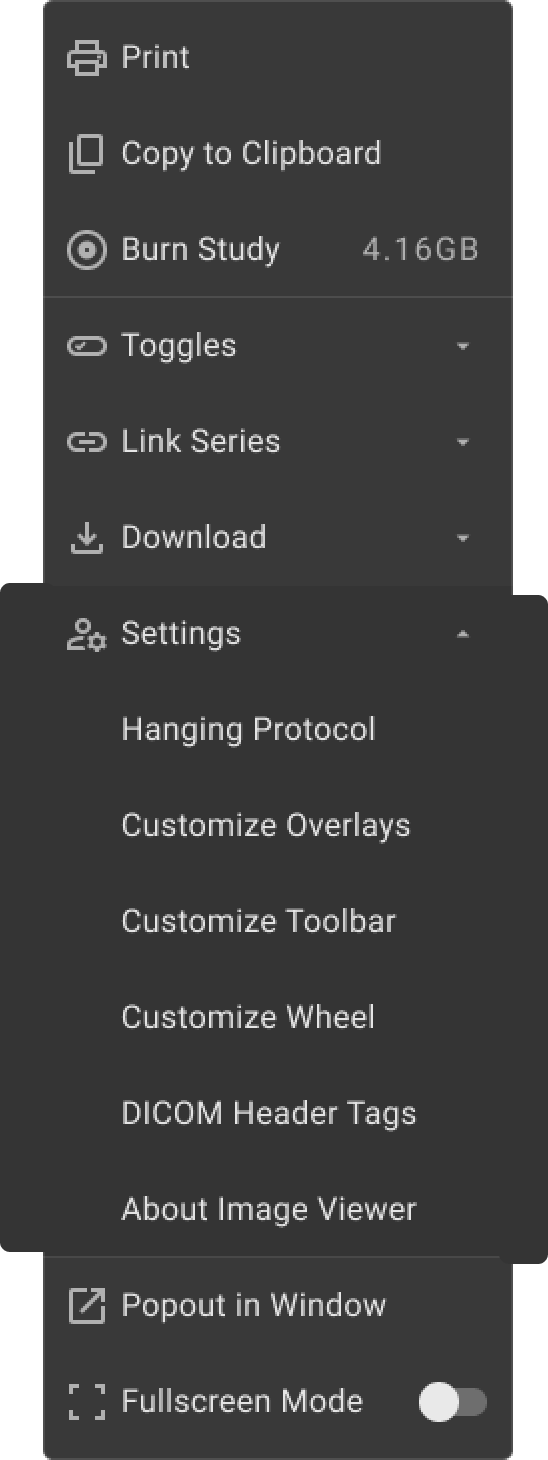 Print
Copy to Clipboard
Burn Study 4.16GB
Toggles
Link Series
Download
Settings
Hanging Protocol
Customize Overlays
Customize Toolbar
Customize Wheel
DICOM Header Tags
About Image Viewer
Popout in Window
Fullscreen Mode